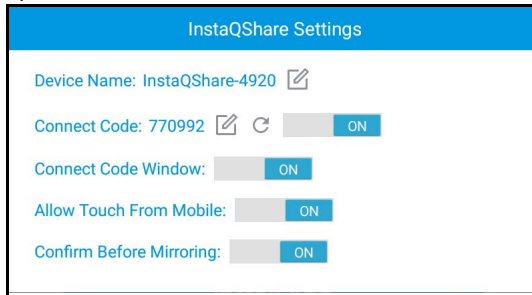 InstaQShare Settings
Device Name: InstaQShare-4920
Connect Code: 770992 ON
Connect Code Window: ON
Allow Touch From Mobile: ON
Confirm Before Mirroring: ON